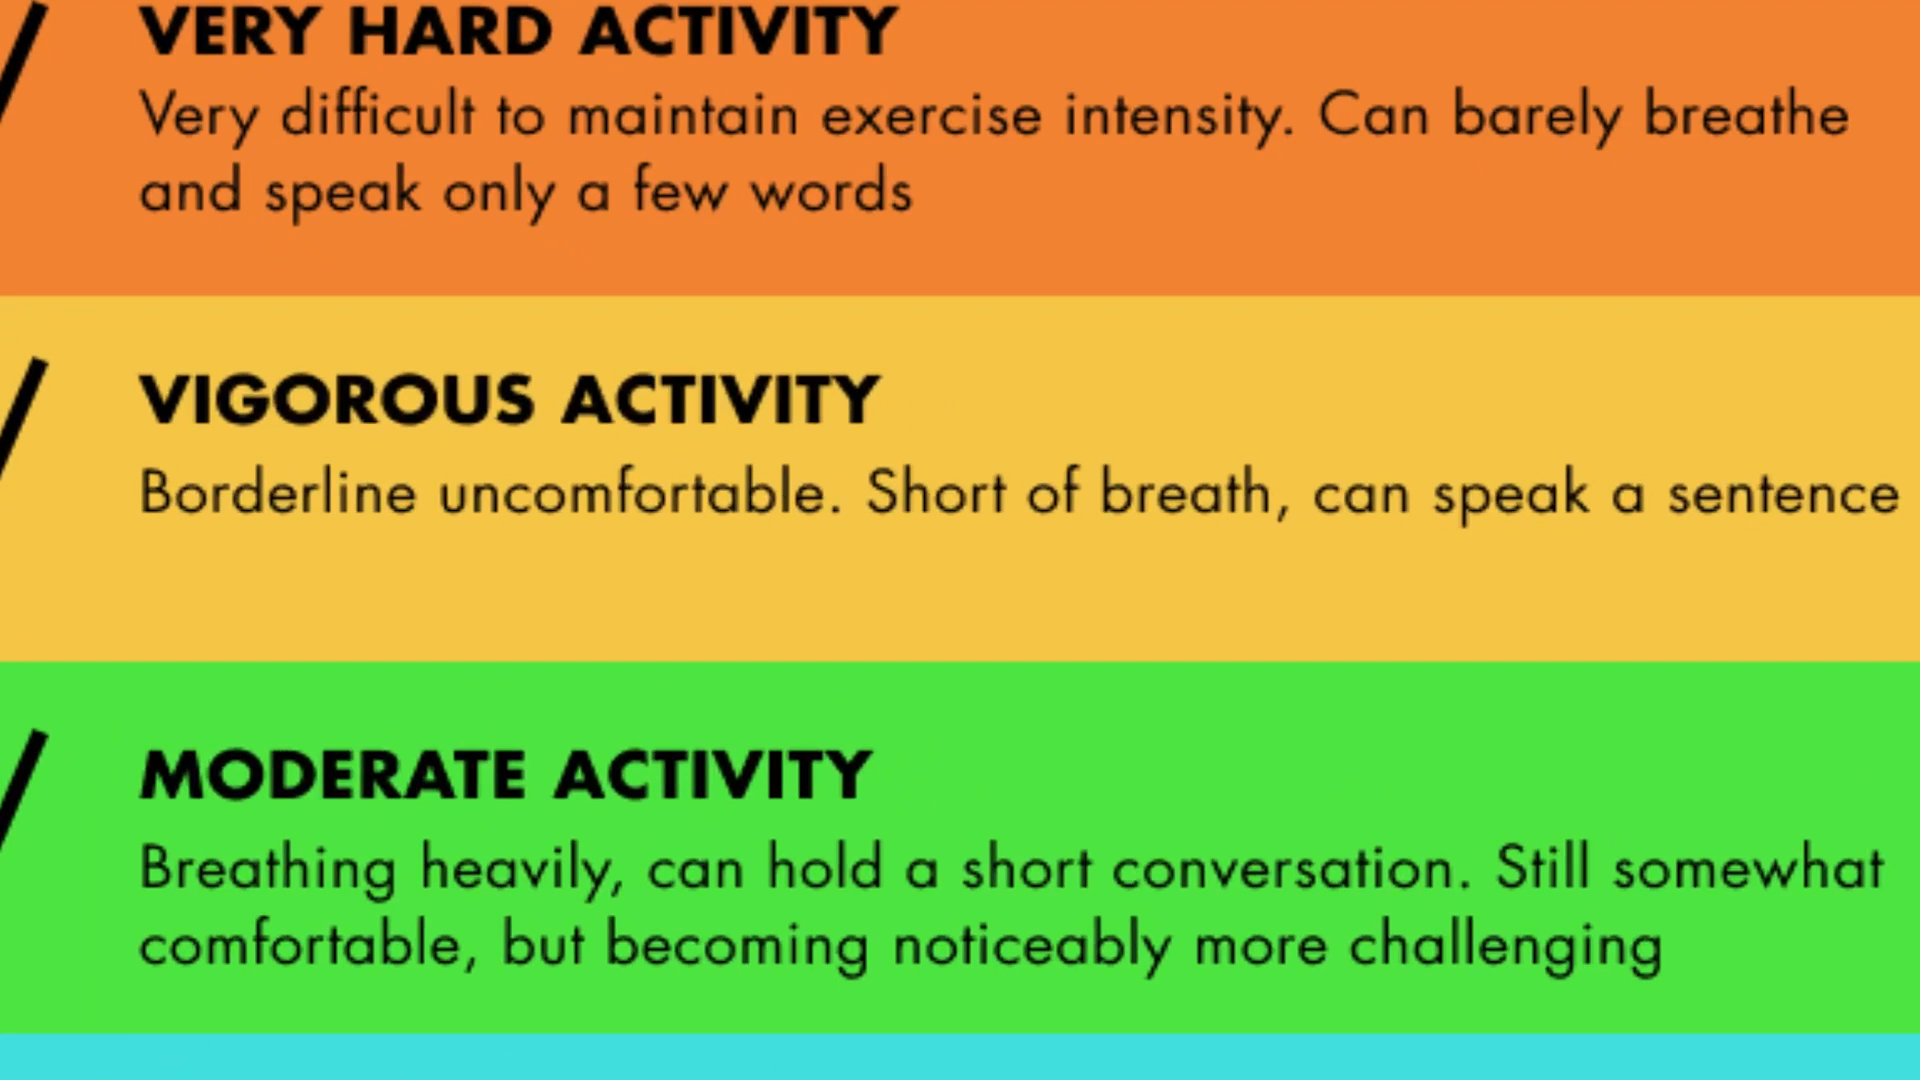 VERY HARD ACTIVITY
Very difficult to maintain exercise intensity. Can barely breathe
and speak only a few words
VIGOROUS ACTIVITY
Borderline uncomfortable. Short of breath, can speak a sentence
MODERATE ACTIVITY
Breathing heavily, can hold a short conversation. Still somewhat
comfortable, but becoming noticeably more challenging